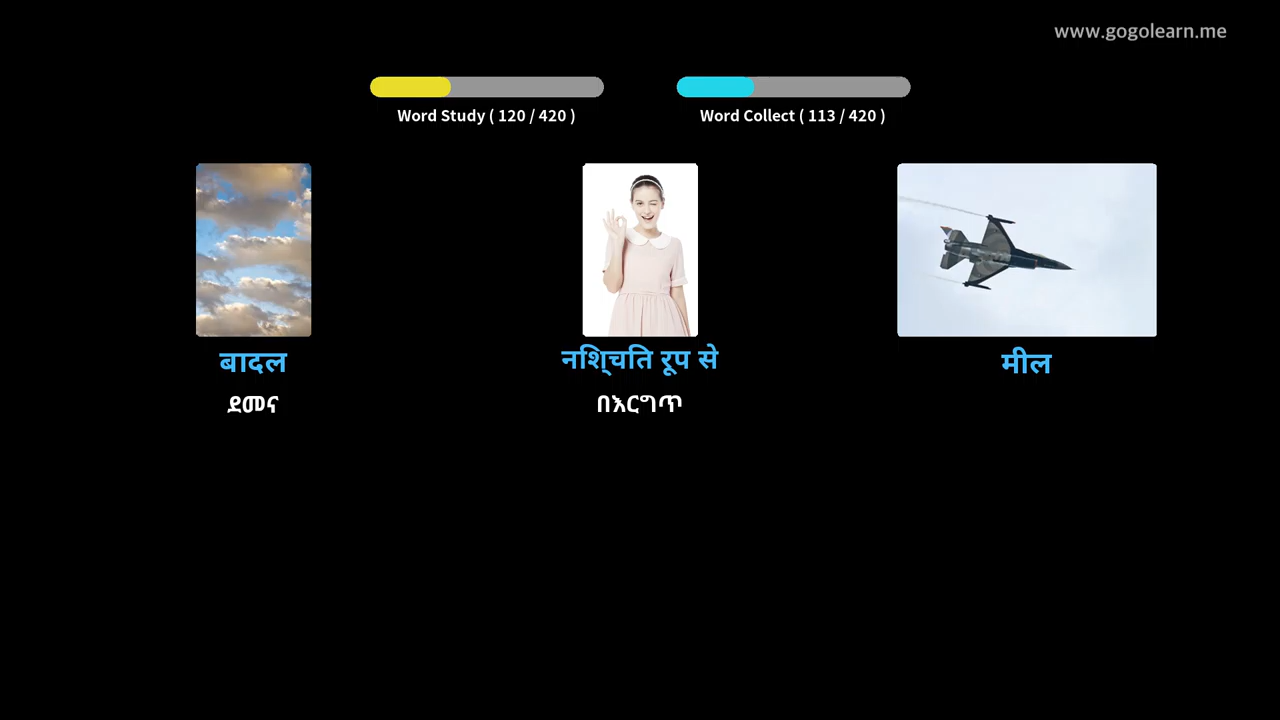 www.gogolearn.me
Word Study ( 120 / 420 )
Word Collect ( 113 / 420 )
बादल
नशि्चति रूप से
मील
ደመና
በእርግጥ